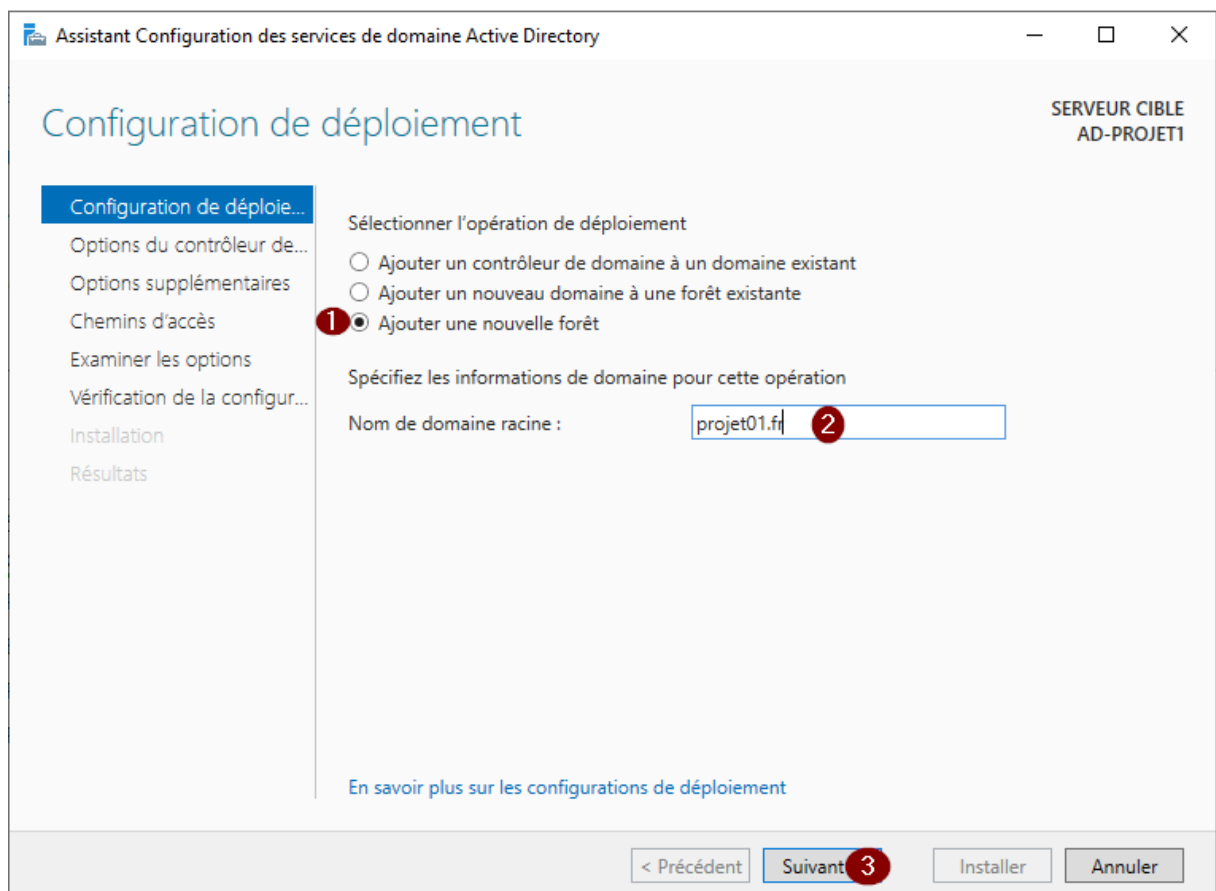 Assistant Configuration des services de domaine Active Directory
Configuration de déploiement
SERVEUR CIBLE
AD-PROJET1
Configuration de déploie...
Options du contrôleur de...
Options supplémentaires
Chemins d'accès
Examiner les options
Vérification de la configur...
Installation
Résultats
Sélectionner l'opération de déploiement
Ajouter un contrôleur de domaine à un domaine existant
Ajouter un nouveau domaine à une forêt existante
1 Ajouter une nouvelle forêt
Spécifiez les informations de domaine pour cette opération
Nom de domaine racine : projet01.fr 2
En savoir plus sur les configurations de déploiement
< Précédent Suivant 3 Installer Annuler